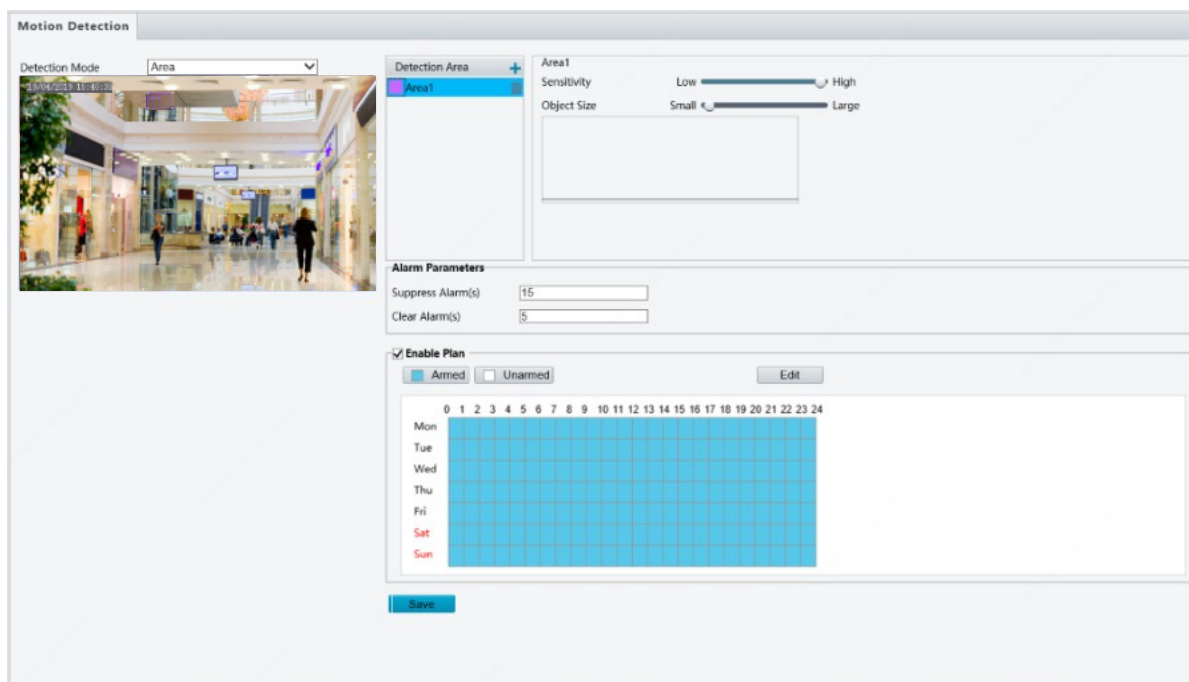 Motion Detection
Detection Mode
Area
Detection Area +
Area1
Area1
Sensitivity Low High
Object Size Small Large
Alarm Parameters
Suppress Alarm(s) 15
Clear Alarm(s) 5
Enable Plan
Armed Unarmed Edit
0 1 2 3 4 5 6 7 8 9 10 11 12 13 14 15 16 17 18 19 20 21 22 23 24
Mon
Tue
Wed
Thu
Fri
Sat
Sun
Save